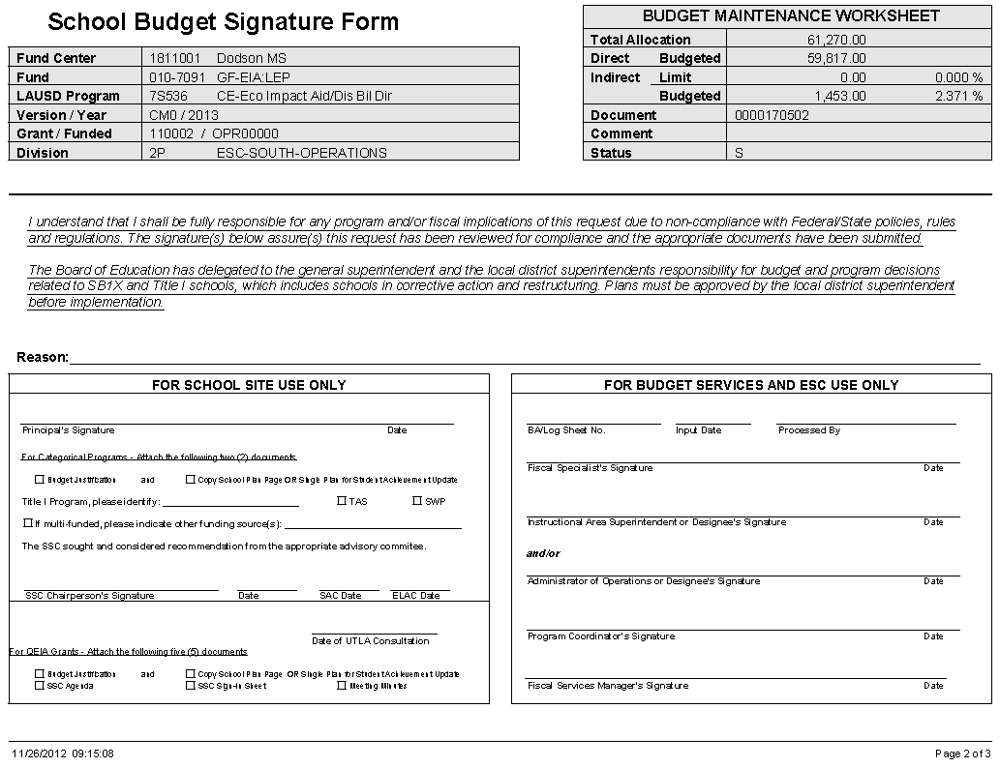 School Budget Signature Form
Fund Center 1811001 Dodson MS
Fund 010-7091 GF-EIA:LEP
LAUSD Program 7S536 CE-Eco Impact Aid/Dis Bil Dir
Version / Year CM0 / 2013
Grant / Funded 110002 / OPR00000
Division 2P ESC-SOUTH-OPERATIONS
BUDGET MAINTENANCE WORKSHEET
Total Allocation 61,270.00
Direct Budgeted 59,817.00
Indirect Limit 0.00 0.000 %
Budgeted 1,453.00 2.371 %
Document 0000170502
Comment
Status S
I understand that I shall be fully responsible for any program and/or fiscal implications of this request due to non-compliance with Federal/State policies, rules
and regulations. The signature(s) below assure(s) this request has been reviewed for compliance and the appropriate documents have been submitted.
The Board of Education has delegated to the general superintendent and the local district superintendents responsibility for budget and program decisions
related to SB1X and Title I schools, which includes schools in corrective action and restructuring. Plans must be approved by the local district superintendent
before implementation.
Reason:
FOR SCHOOL SITE USE ONLY
Principal's Signature Date
For Categorical Programs - Attach the following two (2) documents
Budget Justification and Copy School Plan Page OR Single Plan for Student Achievement Update
Title I Program, please identify: TAS SWP
If multi-funded, please indicate other funding source(s):
The SSC sought and considered recommendation from the appropriate advisory commitee.
SSC Chairperson's Signature Date SAC Date ELAC Date
Date of UTLA Consultation
For QEIA Grants - Attach the following five (5) documents
Budget Justification and Copy School Plan Page OR Single Plan for Student Achievement Update
SSC Agenda SSC Sign-in Sheet Meeting Minutes
FOR BUDGET SERVICES AND ESC USE ONLY
BA/Log Sheet No. Input Date Processed By
Fiscal Specialist's Signature Date
Instructional Area Superintendent or Designee's Signature Date
and/or
Administrator of Operations or Designee's Signature Date
Program Coordinator's Signature Date
Fiscal Services Manager's Signature Date
11/26/2012 09:15:08
Page 2 of 3